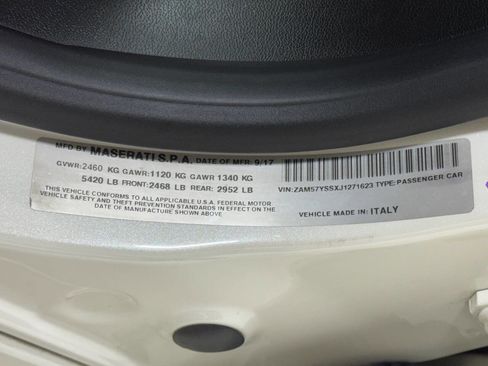 MFD BY MASERATI S.P.A. DATE OF MFR: 9/17
GVWR:2460 KG GAWR:1120 KG GAWR 1340 KG
5420 LB FRONT:2468 LB REAR: 2952 LB
THIS VEHICLE CONFORMS TO ALL APPLICABLE U.S.A. FEDERAL MOTOR
VEHICLE SAFETY AND THEFT PREVENTION STANDARDS IN EFFECT ON THE
DATE OF MANUFACTURE SHOWN ABOVE
VIN:ZAM57YSSXJ1271623 TYPE:PASSENGER CAR
VEHICLE MADE IN: ITALY